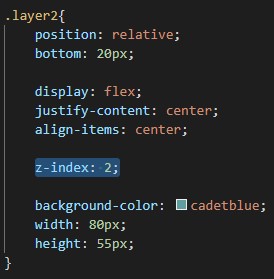 .layer2{
position: relative;
bottom: 20px;
display: flex;
justify-content: center;
align-items: center;
z-index: 2;
background-color: cadetblue;
width: 80px;
height: 55px;
}